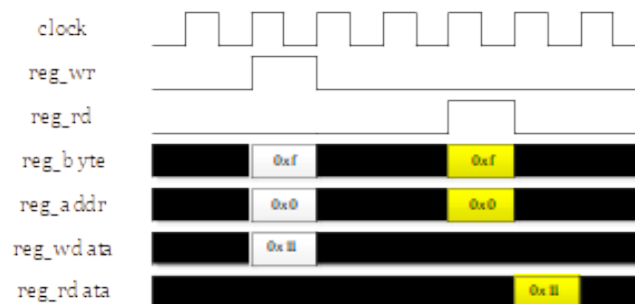 clock
reg_wr
reg_rd
reg_byte 0xf 0xf
reg_addr 0x0 0x0
reg_wdata 0x11
reg_rdata 0x11